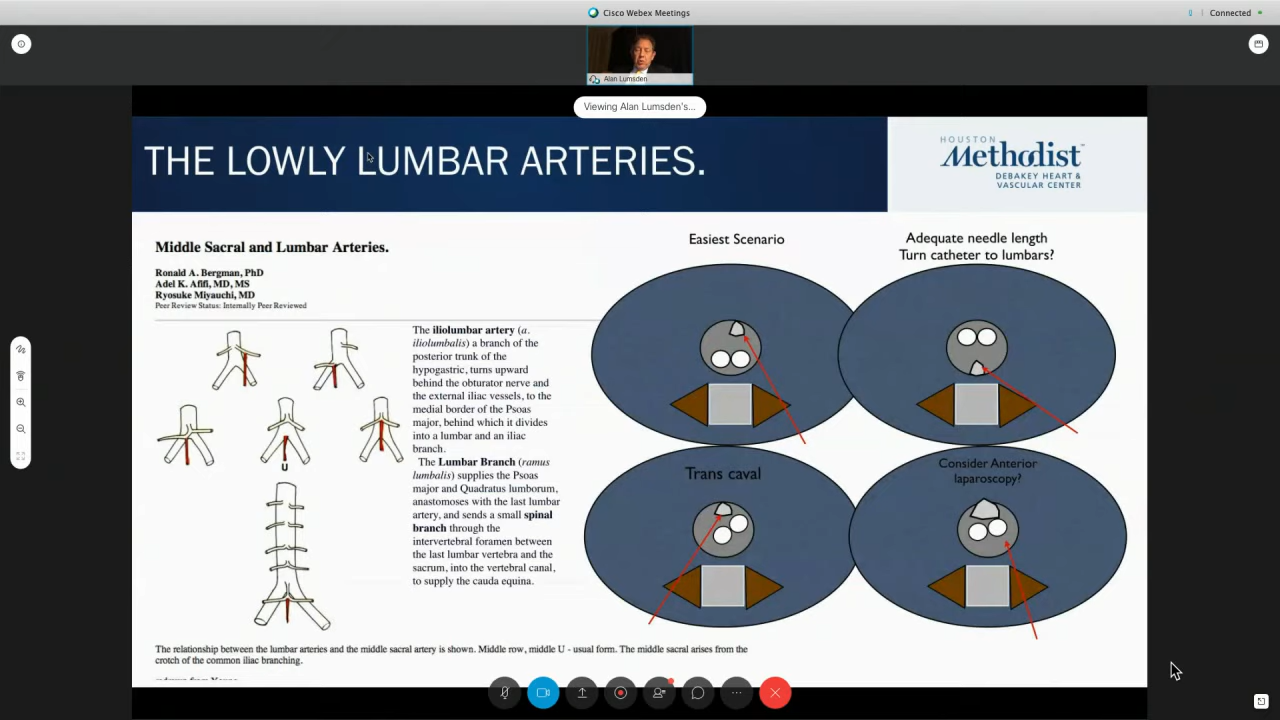 Cisco Webex Meetings
Connected
Alan Lumsden
Viewing Alan Lumsden's...
THE LOWLY LUMBAR ARTERIES.
HOUSTON
Methodist
DEBAKEY HEART &
VASCULAR CENTER
Middle Sacral and Lumbar Arteries.
Ronald A. Bergman, PhD
Adel K. Afifi, MD, MS
Ryosuke Miyauchi, MD
Peer Review Status: Internally Peer Reviewed
The iliolumbar artery (a.
iliolumbalis) a branch of the
posterior trunk of the
hypogastric, turns upward
behind the obturator nerve and
the external iliac vessels, to the
medial border of the Psoas
major, behind which it divides
into a lumbar and an iliac
branch.
The Lumbar Branch (ramus
lumbalis) supplies the Psoas
major and Quadratus lumborum,
anastomoses with the last lumbar
artery, and sends a small spinal
branch through the
intervertebral foramen between
the last lumbar vertebra and the
sacrum, into the vertebral canal,
to supply the cauda equina.
U
The relationship between the lumbar arteries and the middle sacral artery is shown. Middle row, middle U - usual form. The middle sacral arises from the
crotch of the common iliac branching.
Easiest Scenario
Adequate needle length
Turn catheter to lumbars?
Trans caval
Consider Anterior
laparoscopy?